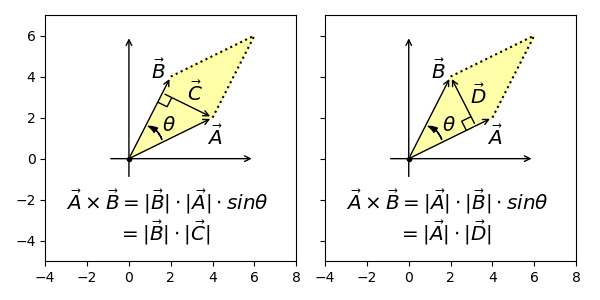 6
4
2
0
−2
−4
−4 −2 0 2 4 6 8
B⃗
C⃗
θ
A⃗
A⃗ × B⃗ = |B⃗| · |A⃗| · sinθ
= |B⃗| · |C⃗|
−4 −2 0 2 4 6 8
B⃗
D⃗
θ
A⃗
A⃗ × B⃗ = |A⃗| · |B⃗| · sinθ
= |A⃗| · |D⃗|